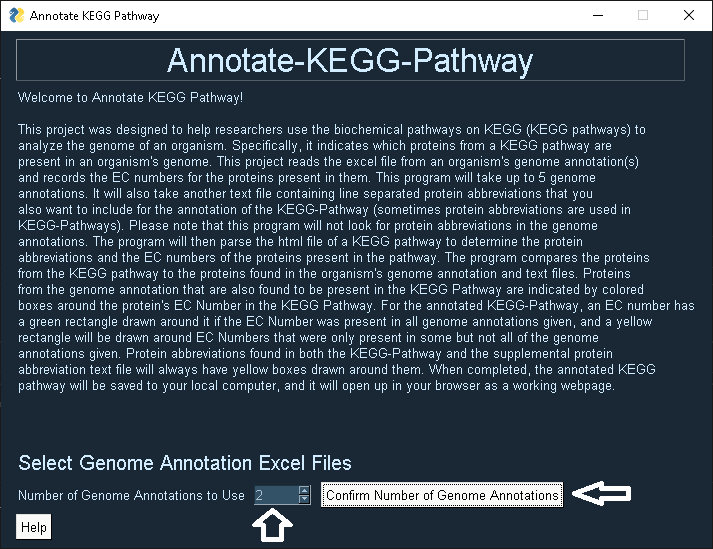 Annotate KEGG Pathway
Annotate-KEGG-Pathway
Welcome to Annotate KEGG Pathway!
This project was designed to help researchers use the biochemical pathways on KEGG (KEGG pathways) to
analyze the genome of an organism. Specifically, it indicates which proteins from a KEGG pathway are
present in an organism's genome. This project reads the excel file from an organism's genome annotation(s)
and records the EC numbers for the proteins present in them. This program will take up to 5 genome
annotations. It will also take another text file containing line separated protein abbreviations that you
also want to include for the annotation of the KEGG-Pathway (sometimes protein abbreviations are used in
KEGG-Pathways). Please note that this program will not look for protein abbreviations in the genome
annotations. The program will then parse the html file of a KEGG pathway to determine the protein
abbreviations and the EC numbers of the proteins present in the pathway. The program compares the proteins
from the KEGG pathway to the proteins found in the organism's genome annotation and text files. Proteins
from the genome annotation that are also found to be present in the KEGG Pathway are indicated by colored
boxes around the protein's EC Number in the KEGG Pathway. For the annotated KEGG-Pathway, an EC number has
a green rectangle drawn around it if the EC Number was present in all genome annotations given, and a yellow
rectangle will be drawn around EC Numbers that were only present in some but not all of the genome
annotations given. Protein abbreviations found in both the KEGG-Pathway and the supplemental protein
abbreviation text file will always have yellow boxes drawn around them. When completed, the annotated KEGG
pathway will be saved to your local computer, and it will open up in your browser as a working webpage.
Select Genome Annotation Excel Files
Number of Genome Annotations to Use 2 Confirm Number of Genome Annotations
Help